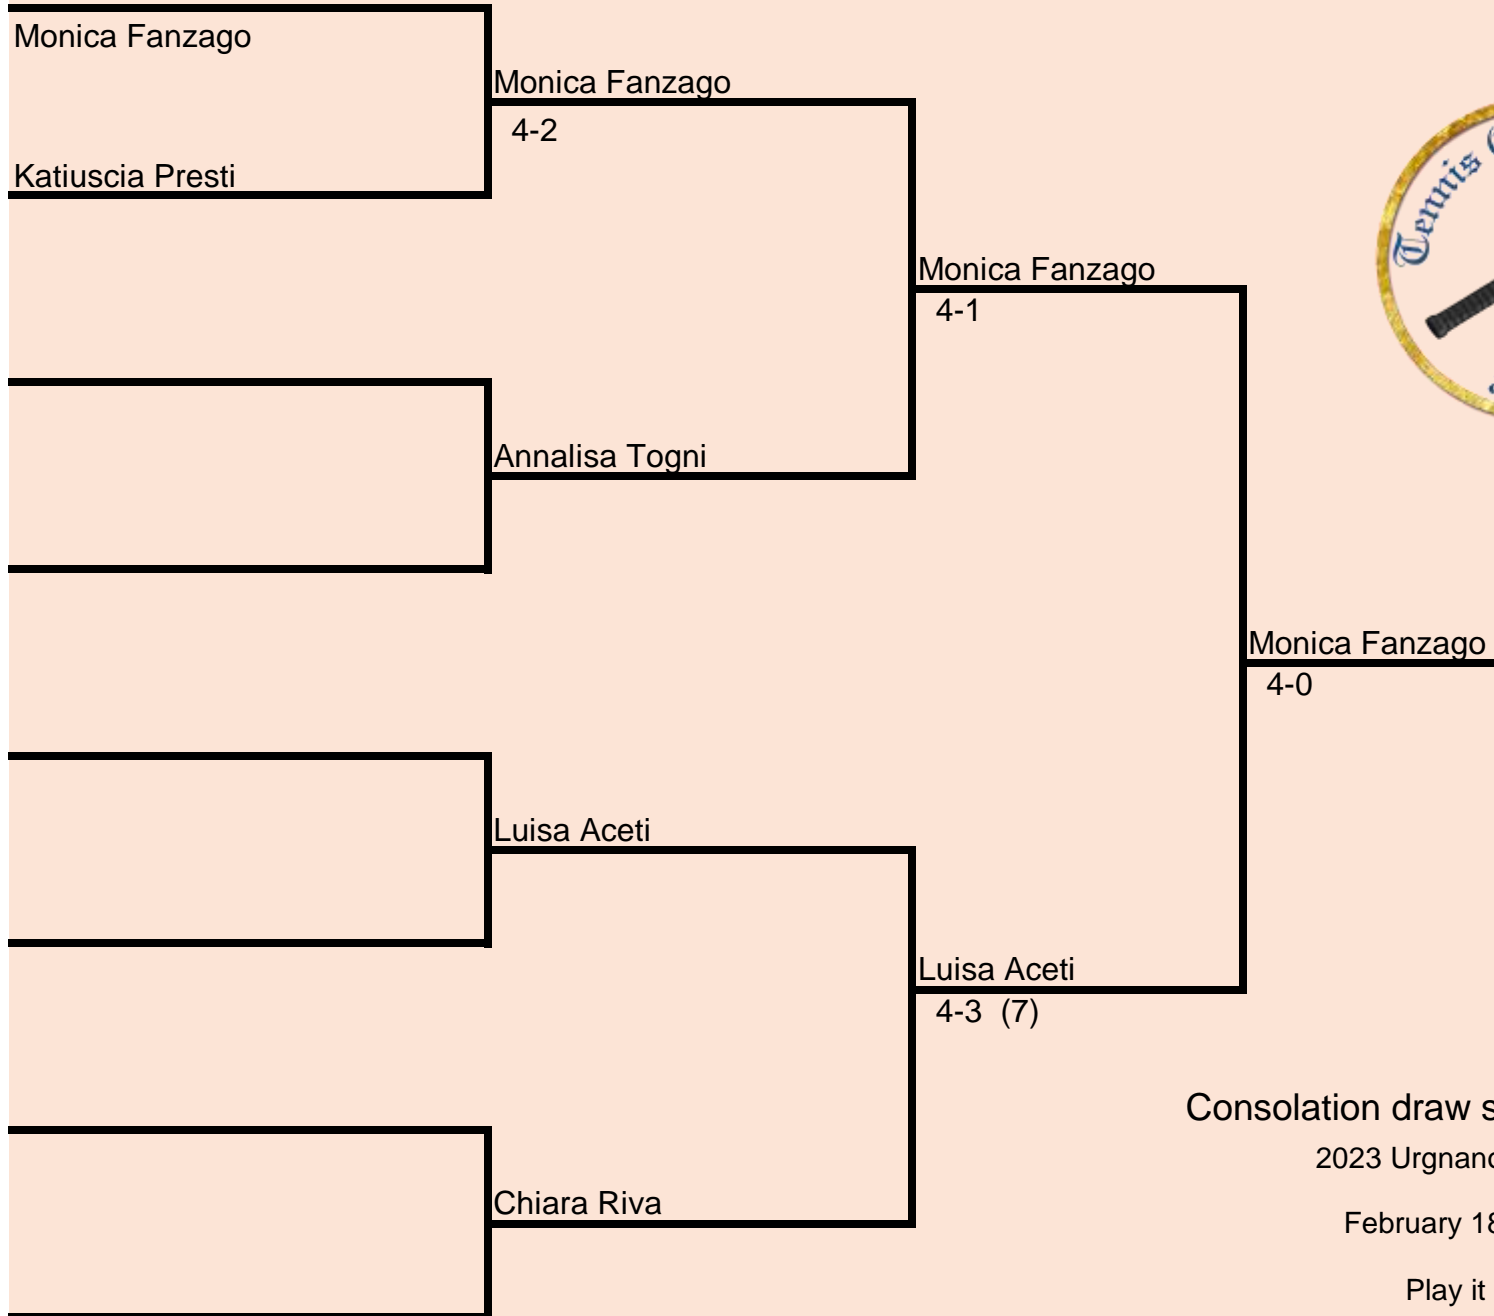 Monica Fanzago
Monica Fanzago
4-2
Katiuscia Presti
Monica Fanzago
4-1
Annalisa Togni
Monica Fanzago
4-0
Luisa Aceti
Luisa Aceti
4-3 (7)
Chiara Riva
Tennis
Consolation draw s
2023 Urgnano
February 18
Play it